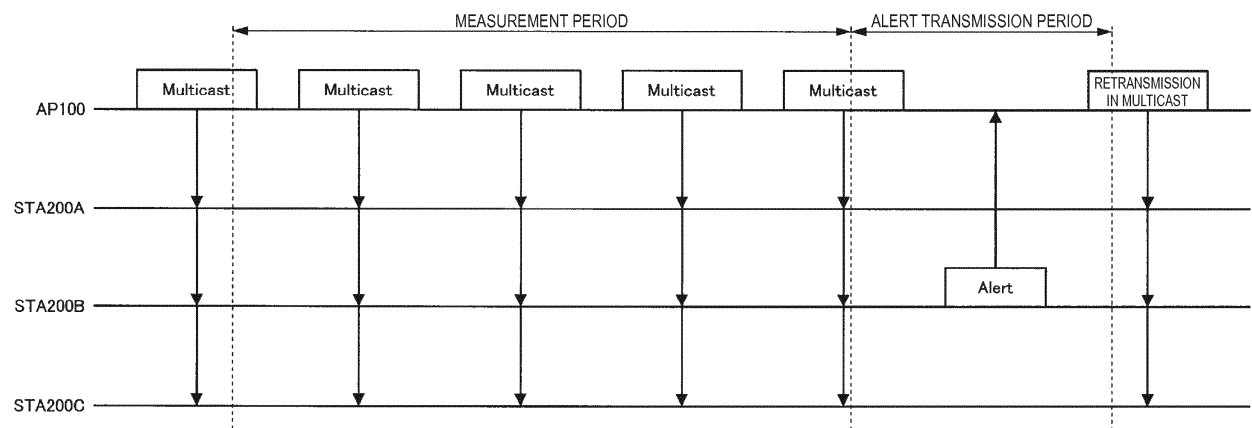 MEASUREMENT PERIOD
ALERT TRANSMISSION PERIOD
Multicast
Multicast
Multicast
Multicast
Multicast
RETRANSMISSION
IN MULTICAST
AP100
STA200A
Alert
STA200B
STA200C